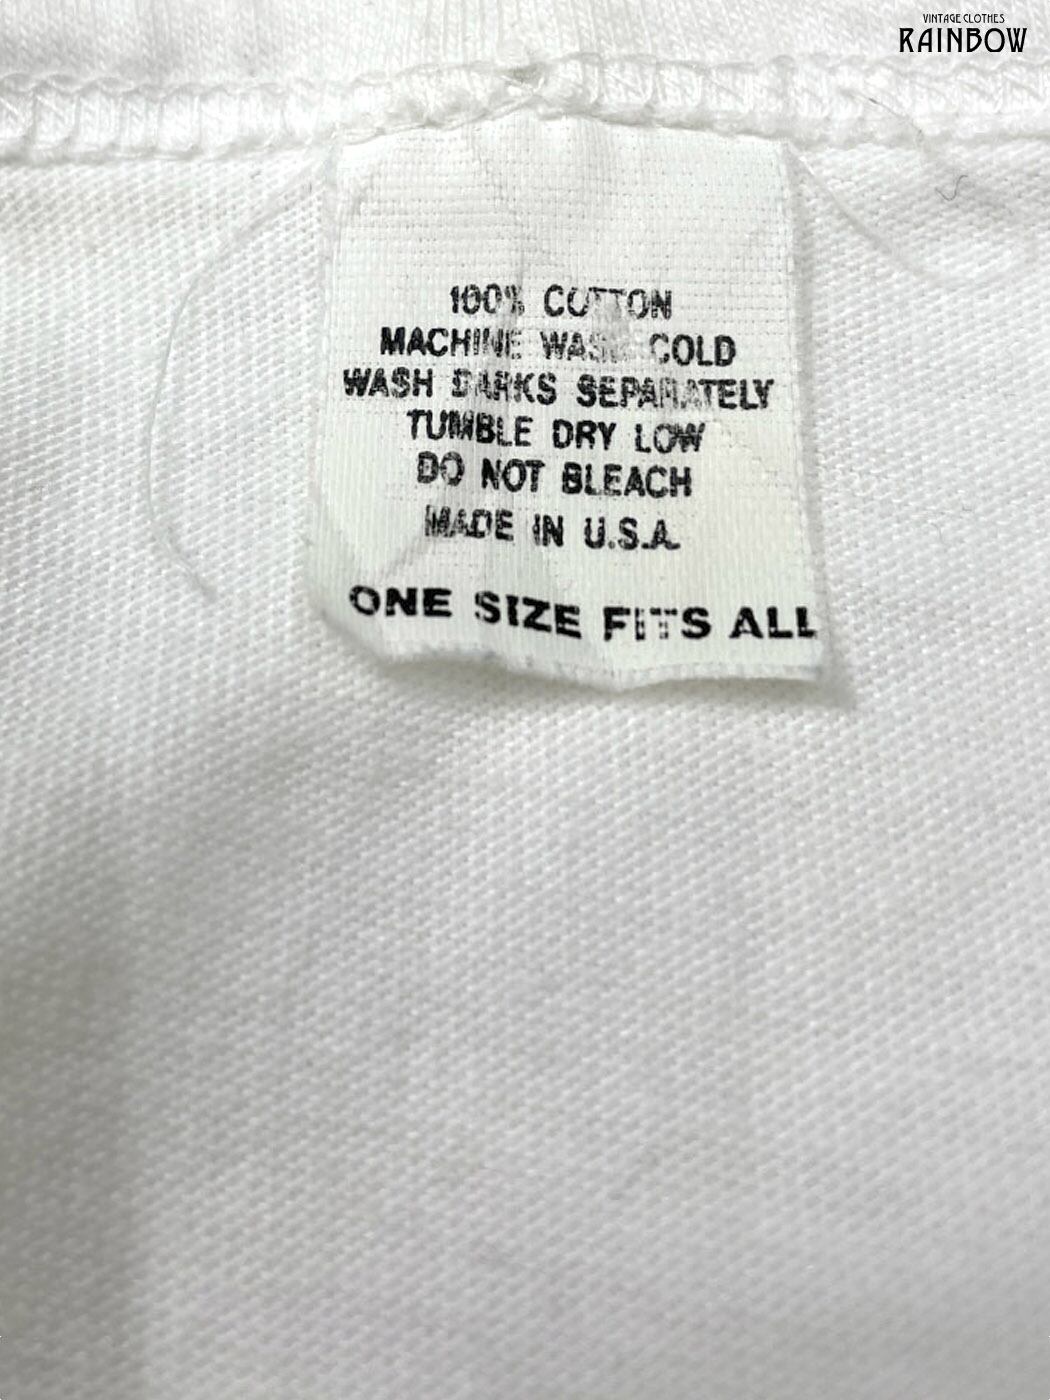 VINTAGE CLOTHES
RAINBOW
100% COTTON
MACHINE WASH COLD
WASH DARKS SEPARATELY
TUMBLE DRY LOW
DO NOT BLEACH
MADE IN U.S.A.
ONE SIZE FITS ALL